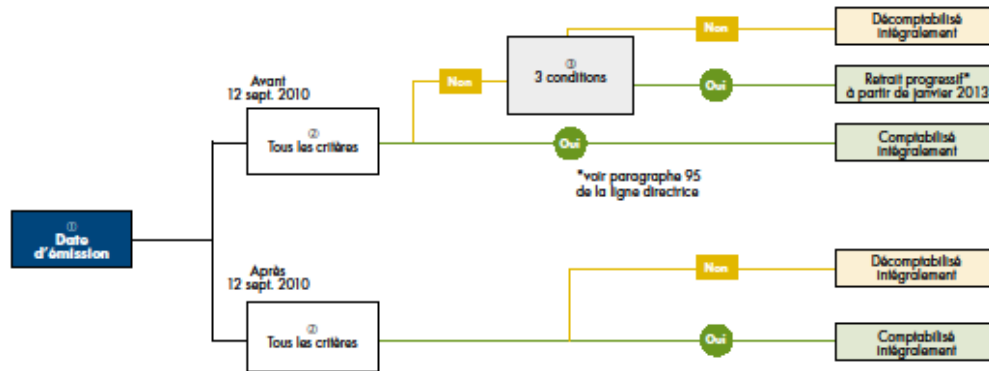 Non
Décomptabilisé
intégralement
①
3 conditions
Avant
12 sept. 2010
Non
Oui
Retrait progressif*
à partir de janvier 2013
②
Tous les critères
Oui
Comptabilisé
intégralement
*voir paragraphe 95
de la ligne directrice
①
Date
d'émission
Après
12 sept. 2010
Non
Décomptabilisé
intégralement
②
Tous les critères
Oui
Comptabilisé
intégralement